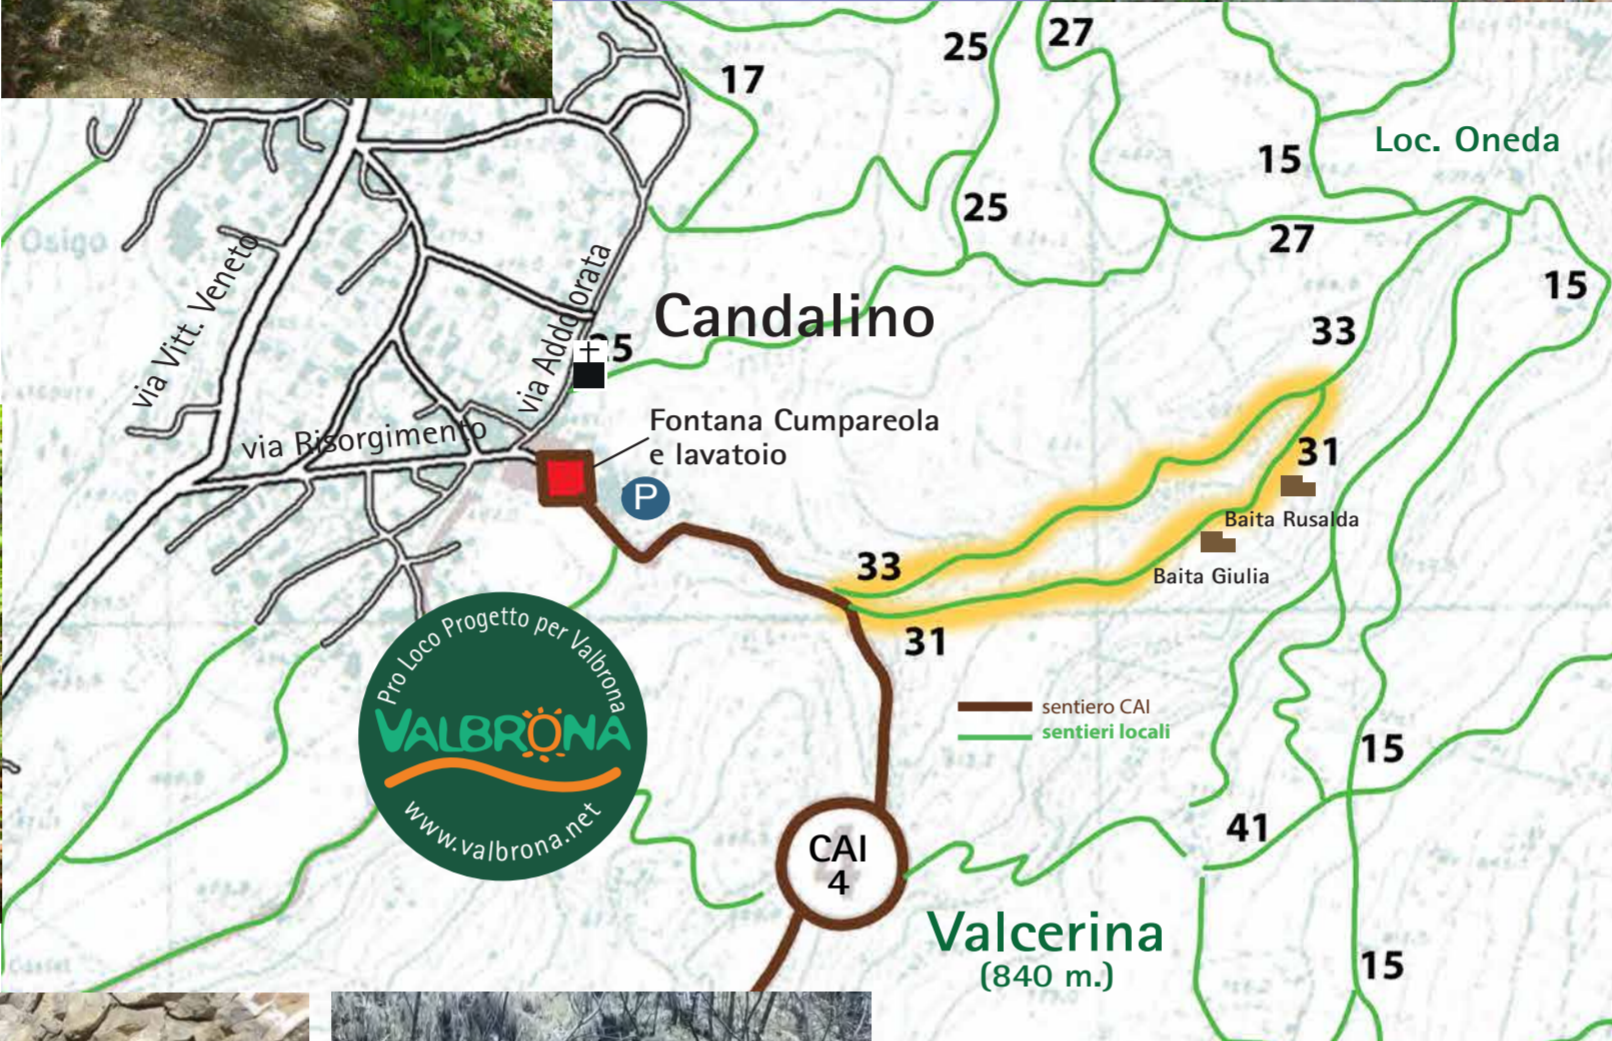 27
25
17
Loc. Oneda
15
25
27
Osigo
15
via Vitt. Veneto
via Addolorata
Candalino
33
25
Fontana Cumpareola
e lavatoio
via Risorgimento
31
P
Baita Rusalda
33
Baita Giulia
31
Pro Loco Progetto per Valbrona
VALBRONA
www.valbrona.net
sentiero CAI
sentieri locali
15
41
CAI
4
Valcerina
(840 m.)
15